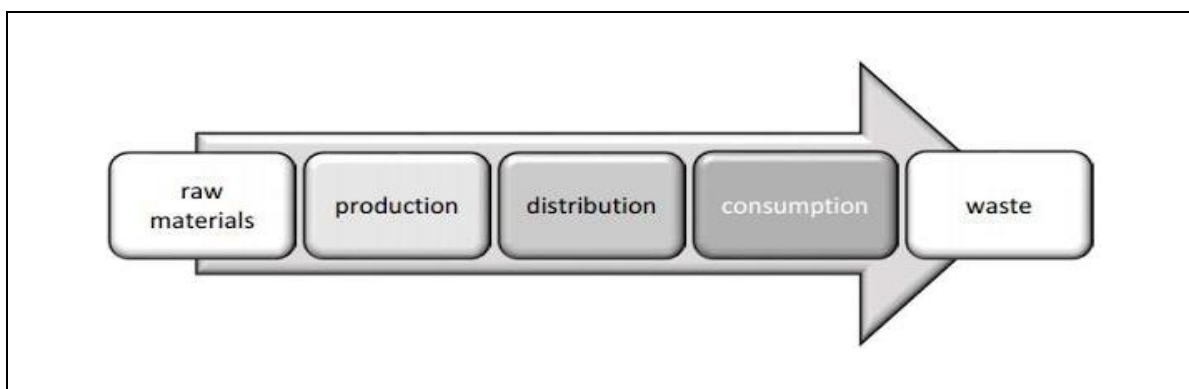 raw
materials
production
distribution
consumption
waste